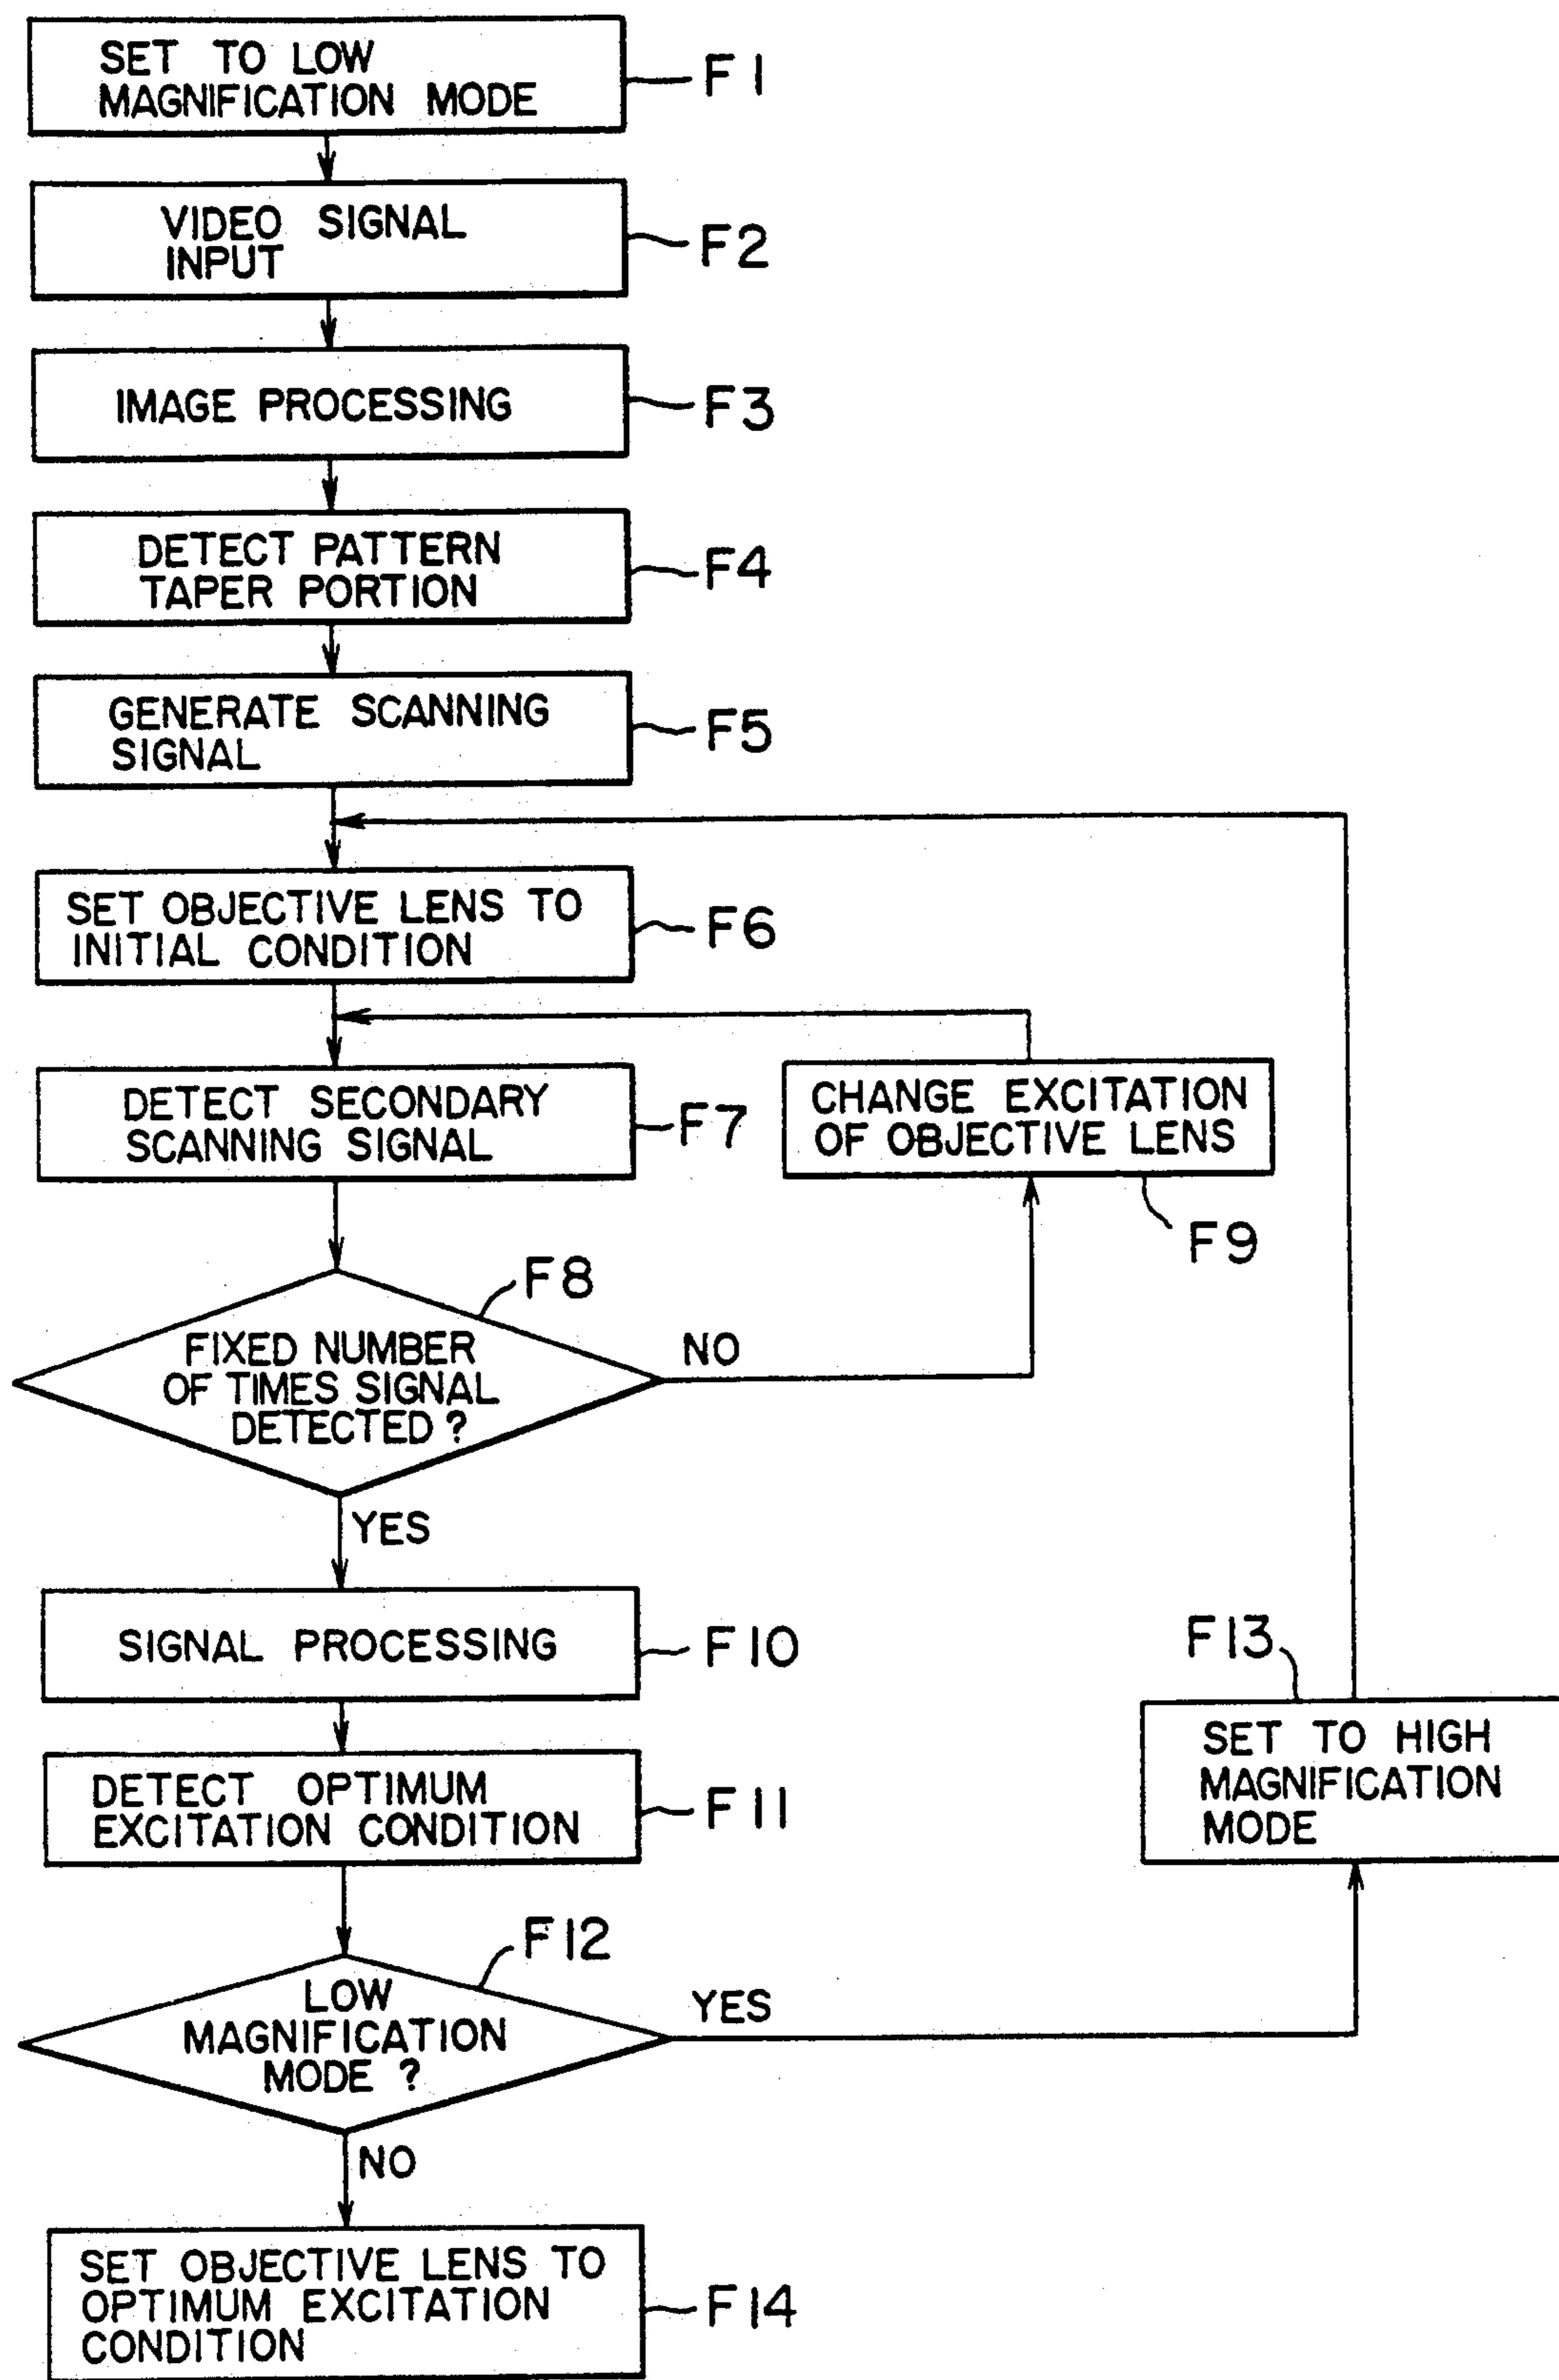 SET TO LOW
MAGNIFICATION MODE
F1
VIDEO SIGNAL
INPUT
F2
IMAGE PROCESSING
F3
DETECT PATTERN
TAPER PORTION
F4
GENERATE SCANNING
SIGNAL
F5
SET OBJECTIVE LENS TO
INITIAL CONDITION
F6
DETECT SECONDARY
SCANNING SIGNAL
F7
CHANGE EXCITATION
OF OBJECTIVE LENS
F9
F8
FIXED NUMBER
OF TIMES SIGNAL
DETECTED ?
NO
YES
SIGNAL PROCESSING
F10
DETECT OPTIMUM
EXCITATION CONDITION
F11
F13
SET TO HIGH
MAGNIFICATION
MODE
F12
LOW
MAGNIFICATION
MODE ?
YES
NO
SET OBJECTIVE LENS TO
OPTIMUM EXCITATION
CONDITION
F14